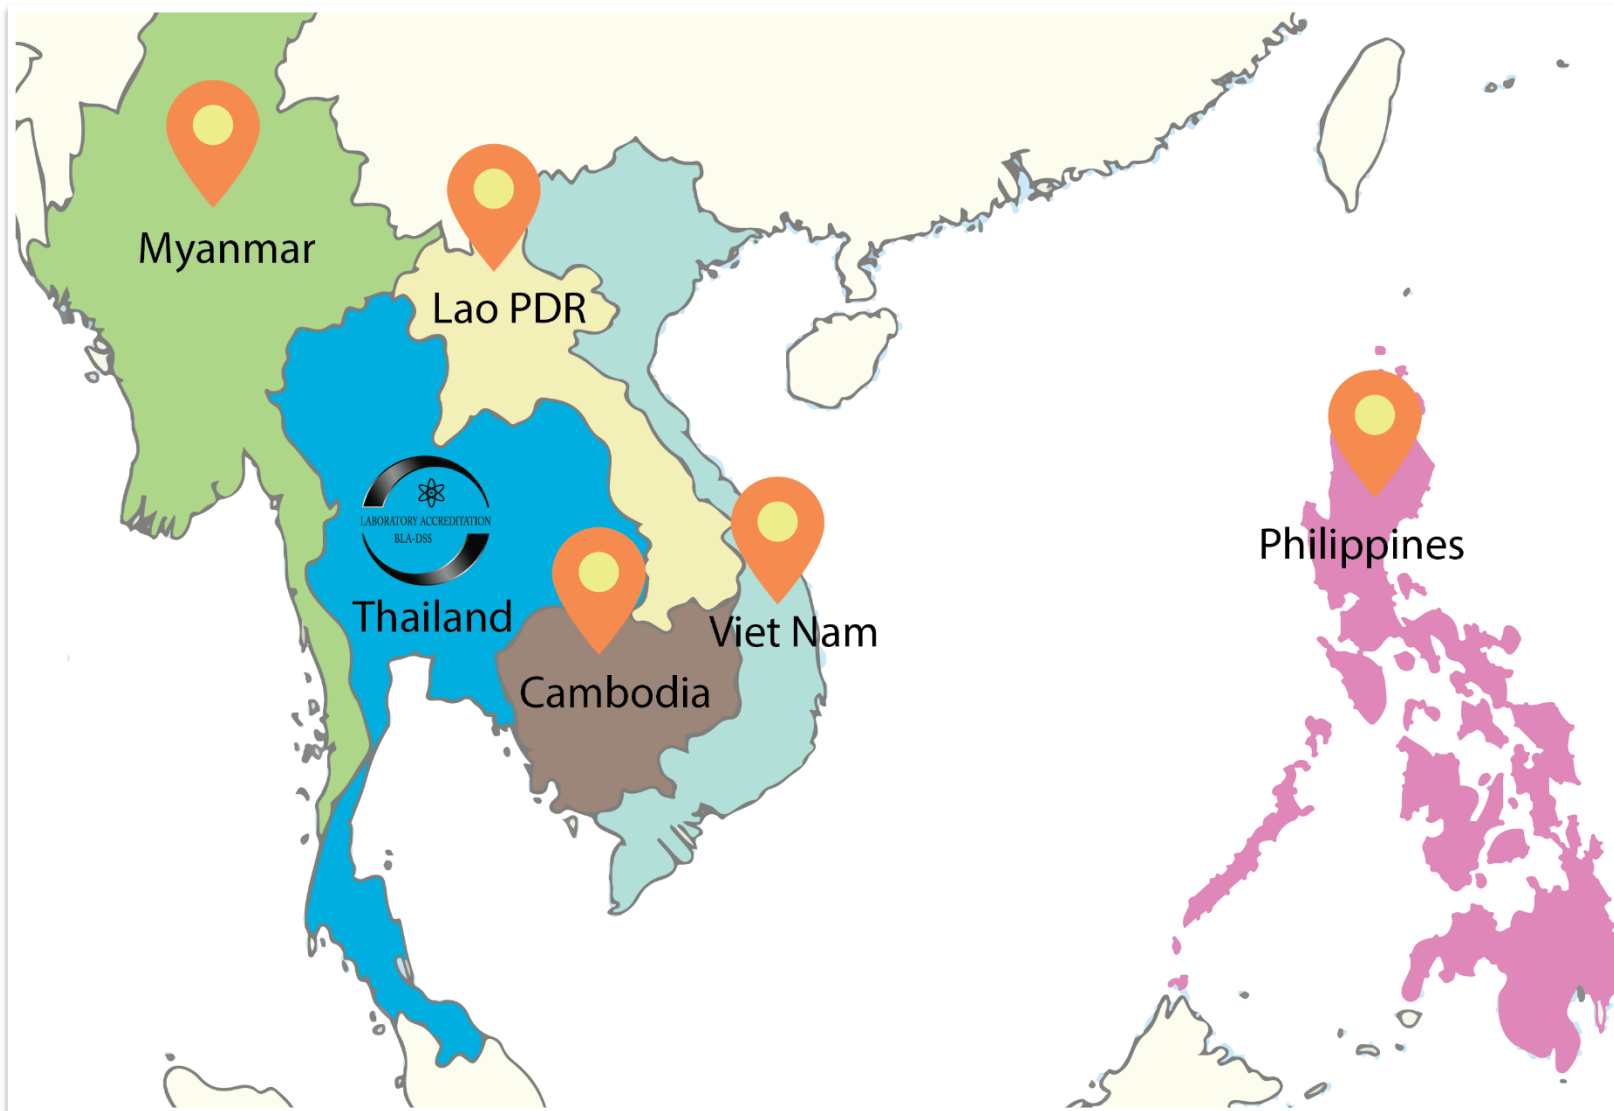 Myanmar
Lao PDR
LABORATORY ACCREDITATION
BLA-DSS
Thailand
Cambodia
Viet Nam
Philippines